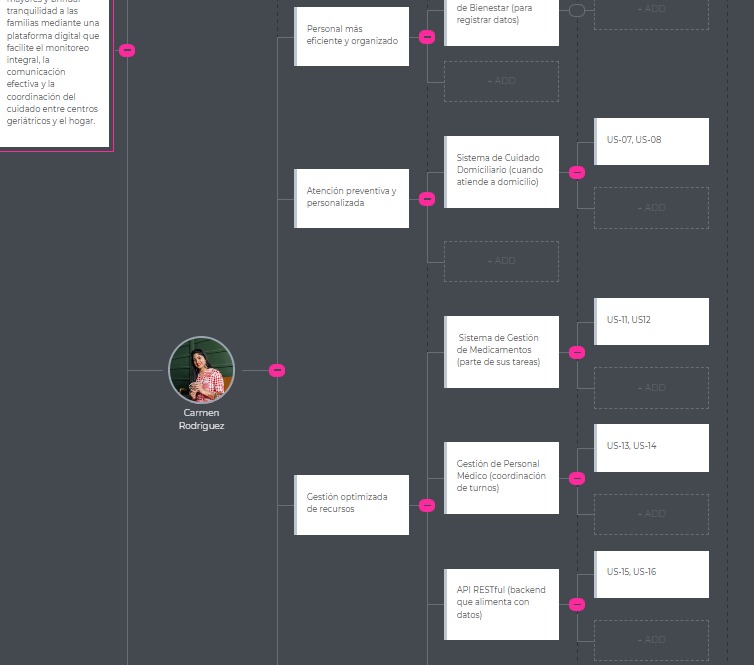 mayores y brindar
tranquilidad a las
familias mediante una
plataforma digital que
facilite el monitoreo
integral, la
comunicación
efectiva y la
coordinación del
cuidado entre centros
geriátricos y el hogar.
Carmen
Rodríguez
Personal más
eficiente y organizado
de Bienestar (para
registrar datos)
+ ADD
+ ADD
Atención preventiva y
personalizada
Sistema de Cuidado
Domiciliario (cuando
atiende a domicilio)
US-07, US-08
+ ADD
+ ADD
Gestión optimizada
de recursos
Sistema de Gestión
de Medicamentos
(parte de sus tareas)
US-11, US12
+ ADD
Gestión de Personal
Médico (coordinación
de turnos)
US-13, US-14
+ ADD
API RESTful (backend
que alimenta con
datos)
US-15, US-16
+ ADD